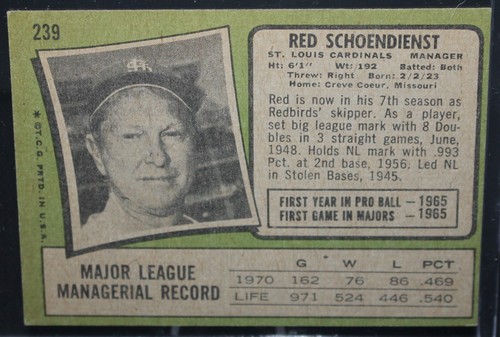 239
RED SCHOENDIENST
ST. LOUIS CARDINALS MANAGER
Ht: 6'1" Wt: 192 Batted: Both
Threw: Right Born: 2/2/23
Home: Creve Coeur, Missouri
Red is now in his 7th season as
Redbirds' skipper. As a player,
set big league mark with 8 Dou-
bles in 3 straight games, June,
1948. Holds NL mark with .993
Pct. at 2nd base, 1956. Led NL
in Stolen Bases, 1945.
FIRST YEAR IN PRO BALL — 1965
FIRST GAME IN MAJORS — 1965
* ©T.C.G. PRTD. IN U.S.A.
MAJOR LEAGUE
MANAGERIAL RECORD
G W L PCT
1970 162 76 86 .469
LIFE 971 524 446 .540